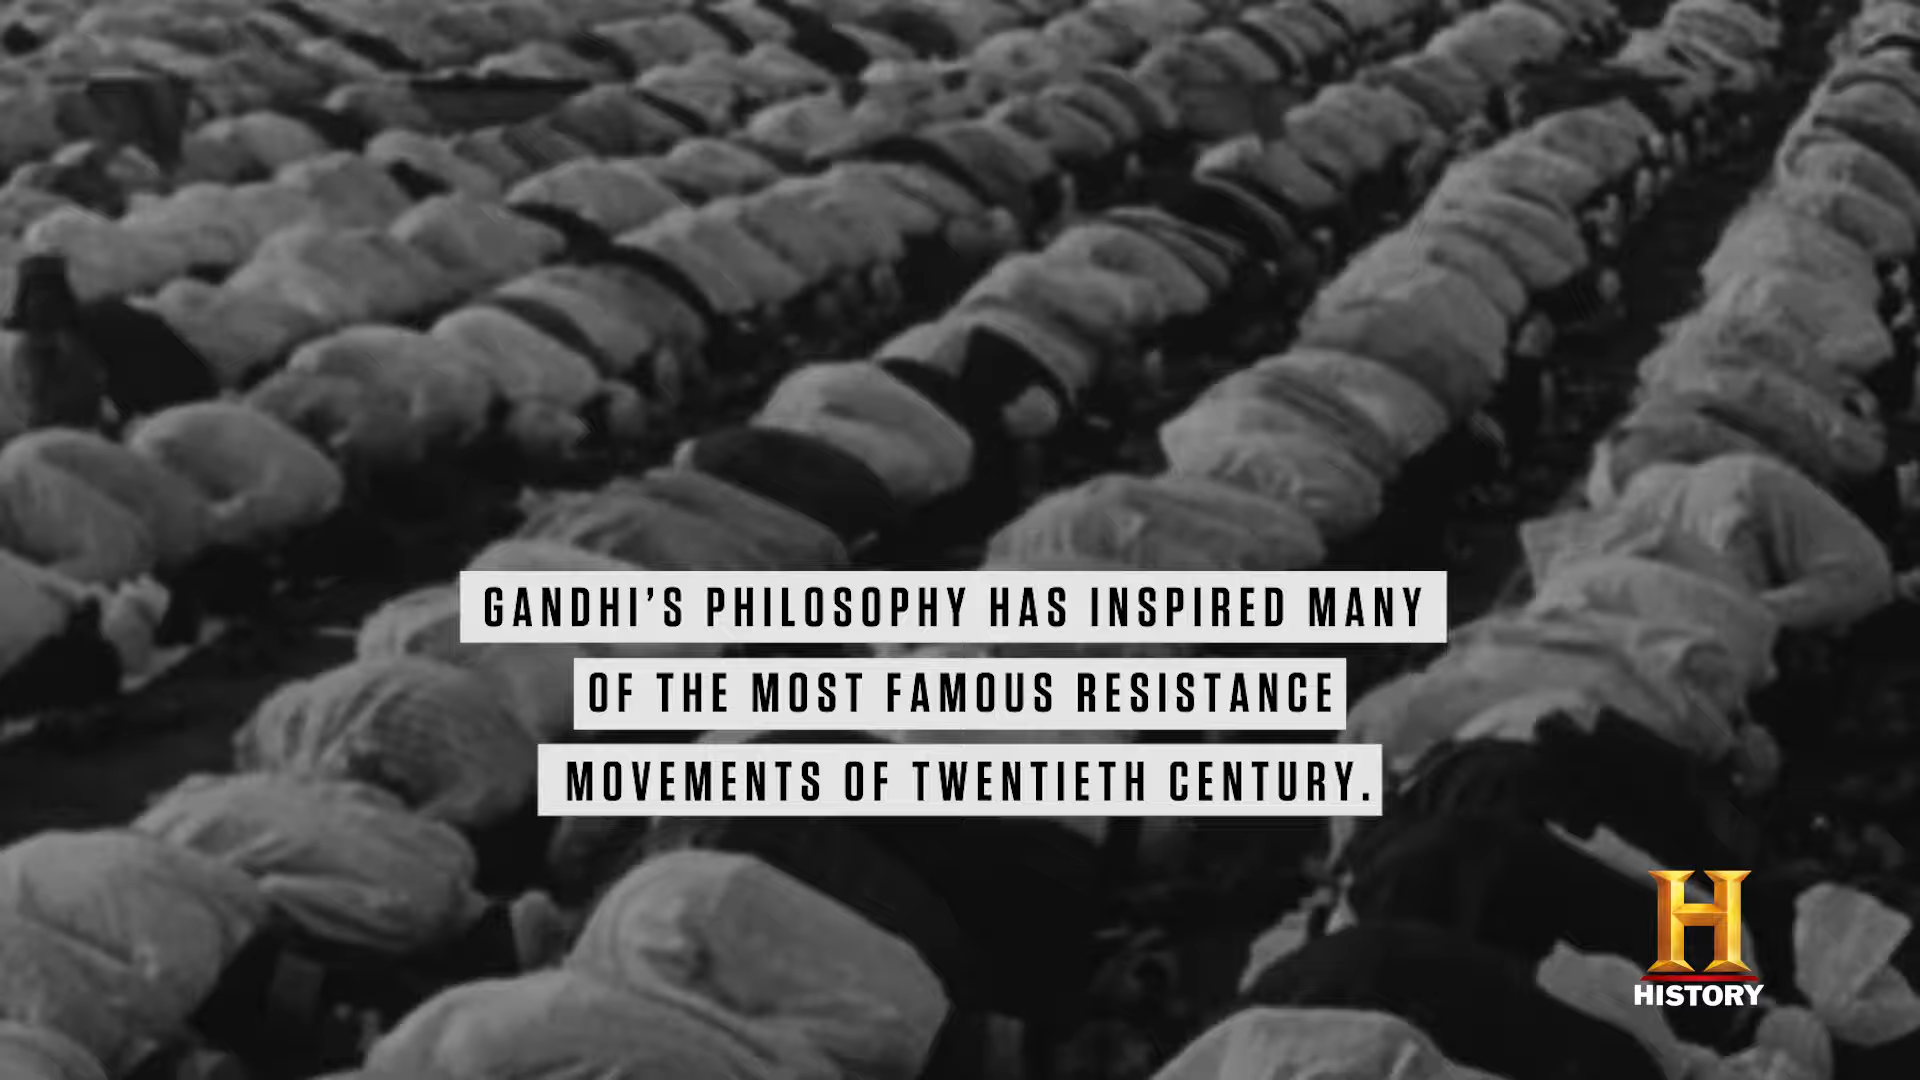 GANDHI’S PHILOSOPHY HAS INSPIRED MANY
OF THE MOST FAMOUS RESISTANCE
MOVEMENTS OF TWENTIETH CENTURY.
H
HISTORY